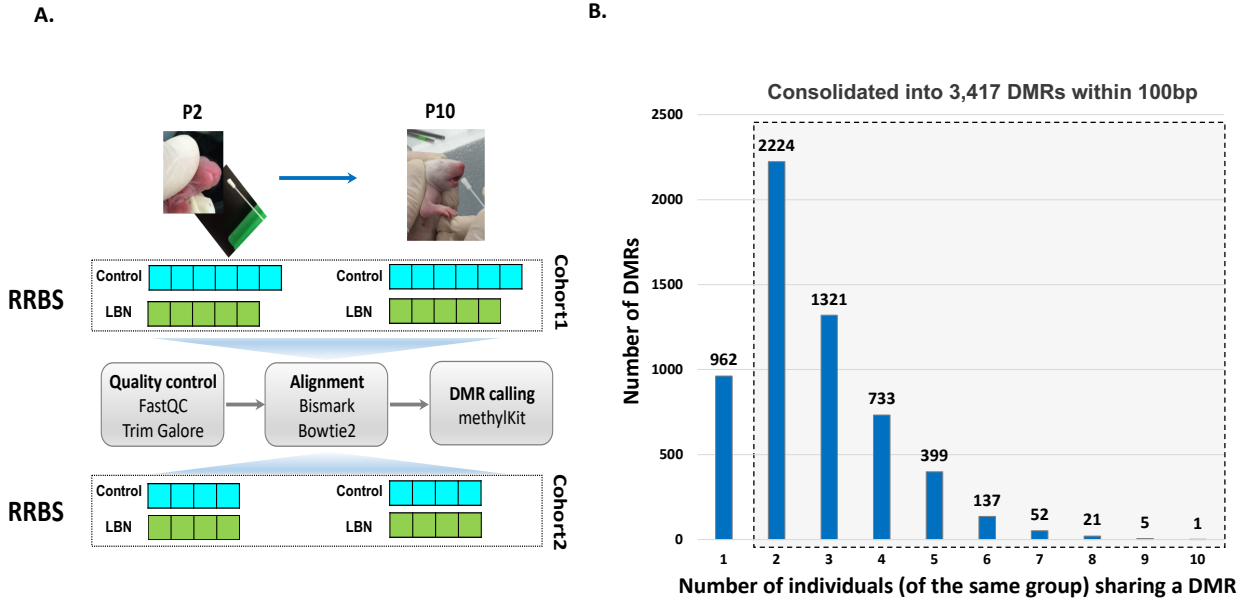 A.
P2
P10
RRBS
Control
LBN
Control
LBN
Cohort1
Quality control
FastQC
Trim Galore
Alignment
Bismark
Bowtie2
DMR calling
methylKit
RRBS
Control
LBN
Control
LBN
Cohort2
B.
Consolidated into 3,417 DMRs within 100bp
Number of DMRs
2500
2000
1500
1000
500
0
962
2224
1321
733
399
137
52
21
5
1
1
2
3
4
5
6
7
8
9
10
Number of individuals (of the same group) sharing a DMR